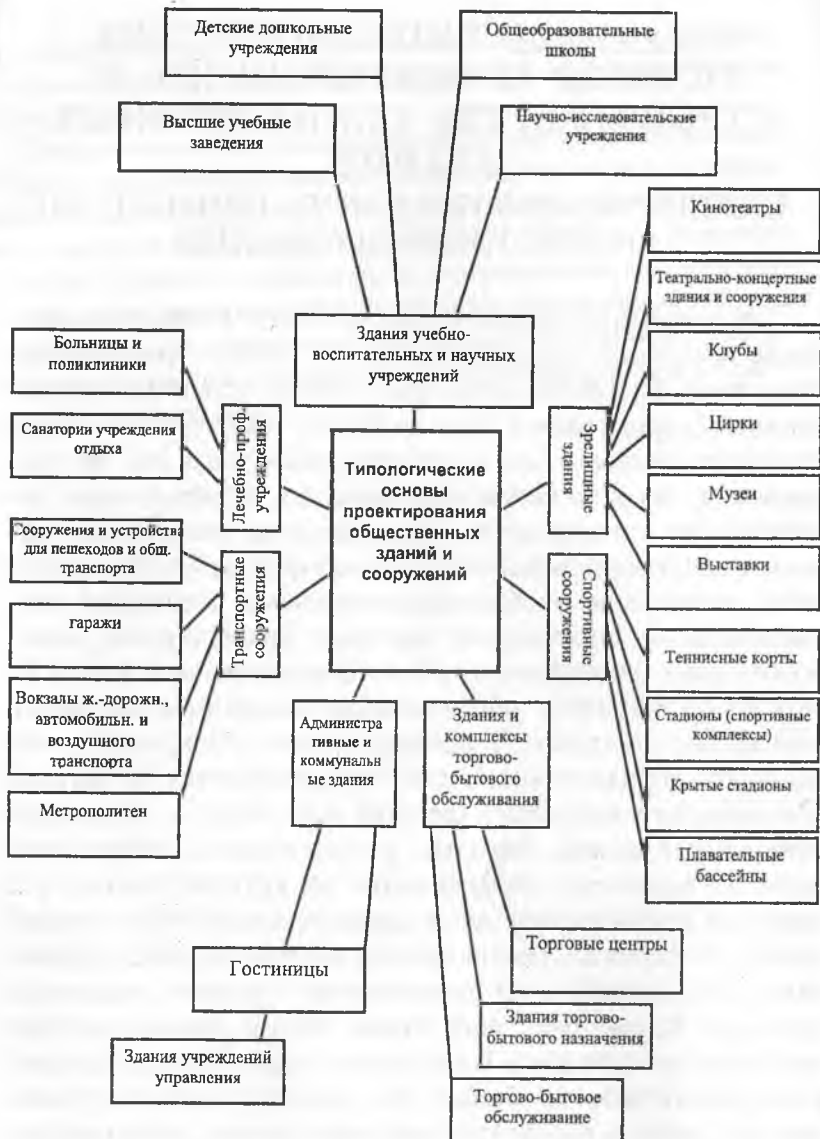 Детские дошкольные
учреждения
Общеобразовательные
школы
Высшие учебные
заведения
Научно-исследовательские
учреждения
Здания учебно-
воспитательных и научных
учреждений
Больницы и
поликлиники
Санатории учреждения
отдыха
Лечебно-проф.
учреждения
Сооружения и устройства
для пешеходов и общ.
транспорта
гаражи
Вокзалы ж.-дорожн.,
автомобильн. и
воздушного
транспорта
Метрополитен
Транспортные
сооружения
Типологические
основы
проектирования
общественных
зданий и
сооружений
Зрелищные
здания
Кинотеатры
Театрально-концертные
здания и сооружения
Клубы
Цирки
Музеи
Выставки
Спортивные
сооружения
Теннисные корты
Стадионы (спортивные
комплексы)
Крытые стадионы
Плавательные
бассейны
Администра
тивные и
коммунальн
ые здания
Здания и
комплексы
торгово-
бытового
обслуживания
Гостиницы
Здания учреждений
управления
Торговые центры
Здания торгово-
бытового назначения
Торгово-бытовое
обслуживание